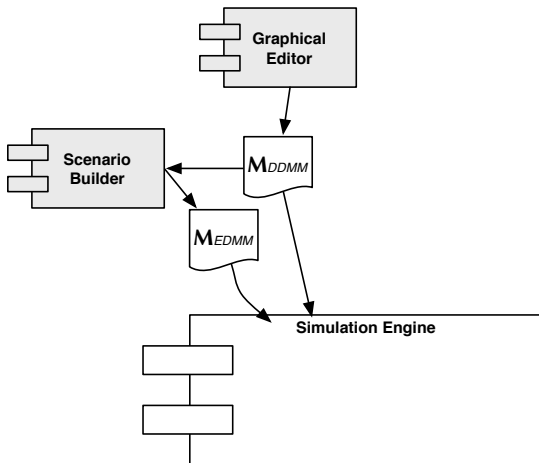 Graphical
Editor
Scenario
Builder
MDDMM
MEDMM
Simulation Engine